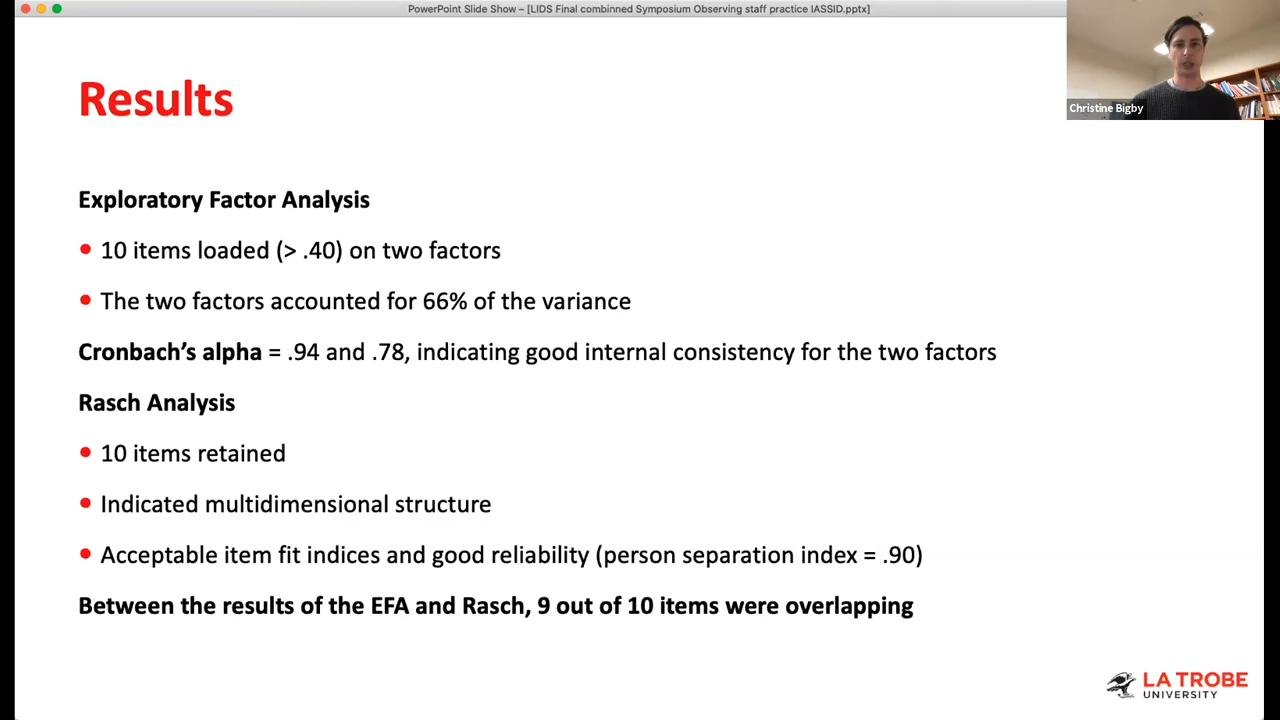 PowerPoint Slide Show – [LIDS Final combinned Symposium Observing staff practice IASSID.pptx]
Christine Bigby
Results
Exploratory Factor Analysis
• 10 items loaded (> .40) on two factors
• The two factors accounted for 66% of the variance
Cronbach’s alpha = .94 and .78, indicating good internal consistency for the two factors
Rasch Analysis
• 10 items retained
• Indicated multidimensional structure
• Acceptable item fit indices and good reliability (person separation index = .90)
Between the results of the EFA and Rasch, 9 out of 10 items were overlapping
LA TROBE
UNIVERSITY